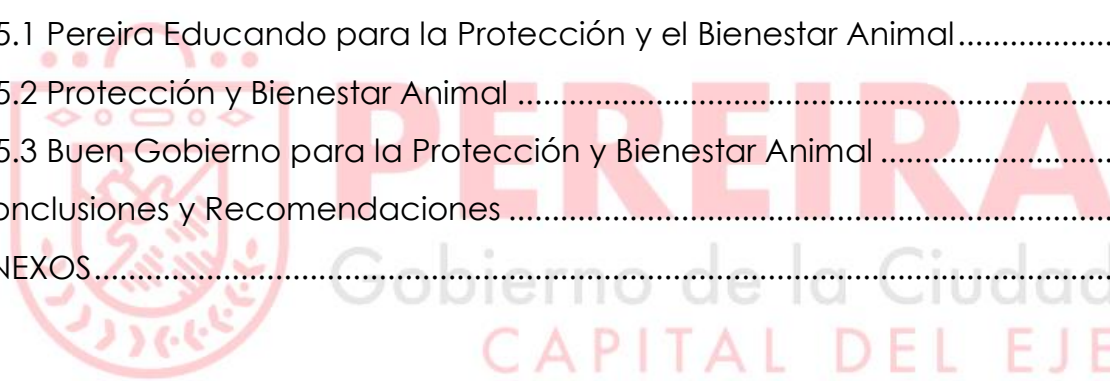 5.1 Pereira Educando para la Protección y el Bienestar Animal..................
5.2 Protección y Bienestar Animal ..................................................................
5.3 Buen Gobierno para la Protección y Bienestar Animal ..........................
onclusiones y Recomendaciones ....................................................................
NEXOS.................................................................................................................
PEREIRA
Gobierno de la Ciudad
CAPITAL DEL EJE